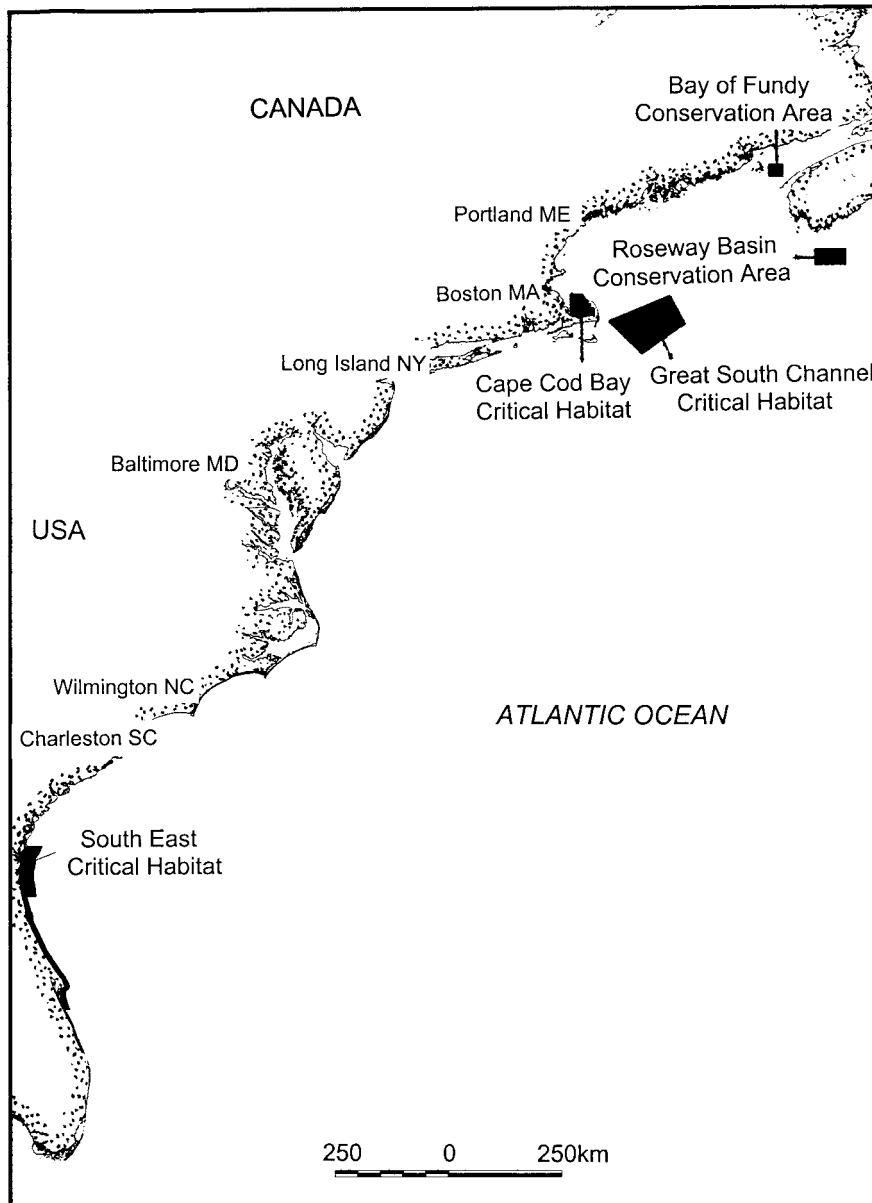 CANADA
Bay of Fundy
Conservation Area
Portland ME
Roseway Basin
Conservation Area
Boston MA
Long Island NY
Cape Cod Bay
Critical Habitat
Great South Channel
Critical Habitat
Baltimore MD
USA
Wilmington NC
ATLANTIC OCEAN
Charleston SC
South East
Critical Habitat
250 0 250km